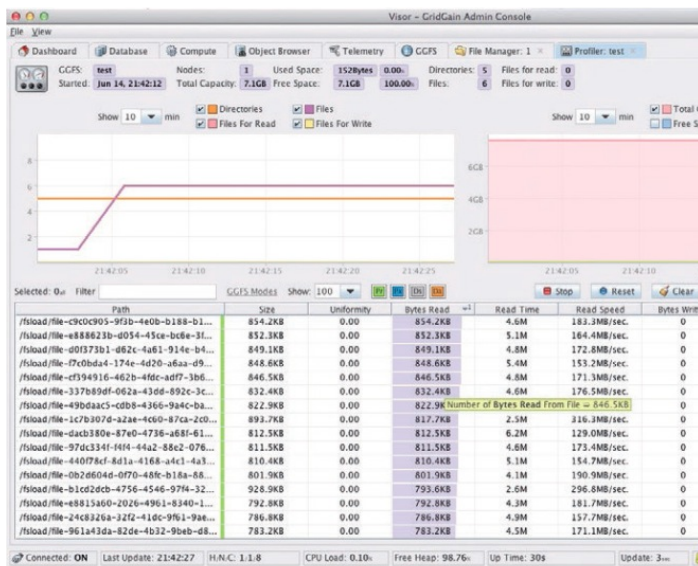 Visor - GridGain Admin Console
File View
Dashboard Database Compute Object Browser Telemetry GGFS File Manager: 1 Profiler: test
GGFS: test Nodes: 1 Used Space: 152Bytes 0.00% Directories: 5 Files for read: 0
Started: Jun 14, 21:42:12 Total Capacity: 7.1GB Free Space: 7.1GB 100.00% Files: 6 Files for write: 0
Show 10 min Directories Files Files For Read Files For Write
Show 10 min Total Free S
8
6
4
2
21:42:05 21:42:10 21:42:15 21:42:20 21:42:25
6GB
4GB
21:42:05 21:42:10
Selected: 0 Filter GGFS Modes Show: 100 Pr Ds Stop Reset Clear
Path Size Uniformity Bytes Read Read Time Read Speed Bytes Writ
/fsload/file-c9c0c905-9f3b-4e0b-b188-b1... 854.2KB 0.00 854.2KB 4.6M 183.3MB/sec. 0
/fsload/file-e888623b-d054-45ce-bc6e-3f... 852.3KB 0.00 852.3KB 5.1M 164.4MB/sec. 0
/fsload/file-d0f373b1-d62c-4a61-914e-b4... 849.1KB 0.00 849.1KB 4.8M 172.8MB/sec. 0
/fsload/file-f7c0bda4-174e-4d20-a6aa-d9... 848.6KB 0.00 848.6KB 5.4M 153.2MB/sec. 0
/fsload/file-cf394916-462b-4fdc-adf7-3b6... 846.5KB 0.00 846.5KB 4.8M 171.3MB/sec. 0
/fsload/file-337b89df-062a-43dd-892c-3c... 832.4KB 0.00 832.4KB 4.6M 176.5MB/sec. 0
/fsload/file-49bdaac5-cdb8-4366-9a4c-ba... 822.9KB 0.00 822.9K Number of Bytes Read From File = 846.5KB 0
/fsload/file-1c7b307d-a2ae-4c60-87ca-2c0... 893.7KB 0.00 817.7KB 2.5M 316.3MB/sec. 0
/fsload/file-dacb380e-87e0-4736-a68f-61... 812.5KB 0.00 812.5KB 6.2M 129.0MB/sec. 0
/fsload/file-97dc334f-f4f4-44a2-88e2-076... 811.5KB 0.00 811.5KB 4.6M 173.4MB/sec. 0
/fsload/file-440f78cf-8d1a-4168-a4c1-4a3... 810.4KB 0.00 810.4KB 5.1M 154.7MB/sec. 0
/fsload/file-0b2d604d-0f70-48fc-b18a-88... 801.9KB 0.00 801.9KB 4.1M 190.9MB/sec. 0
/fsload/file-b1cd2dcb-4756-4546-97f4-32... 928.9KB 0.00 793.6KB 2.6M 296.8MB/sec. 0
/fsload/file-e8815a60-2026-4961-8340-1... 792.8KB 0.00 792.8KB 4.3M 181.7MB/sec. 0
/fsload/file-24c8326a-32f2-41dc-9f61-9ae... 786.8KB 0.00 786.8KB 4.9M 157.7MB/sec. 0
/fsload/file-961a43da-82de-4b32-9beb-d8... 783.2KB 0.00 783.2KB 4.5M 171.1MB/sec. 0
Connected: ON Last Update: 21:42:27 H/N/C: 1/1/8 CPU Load: 0.10% Free Heap: 98.76% Up Time: 30s Update: 3ms